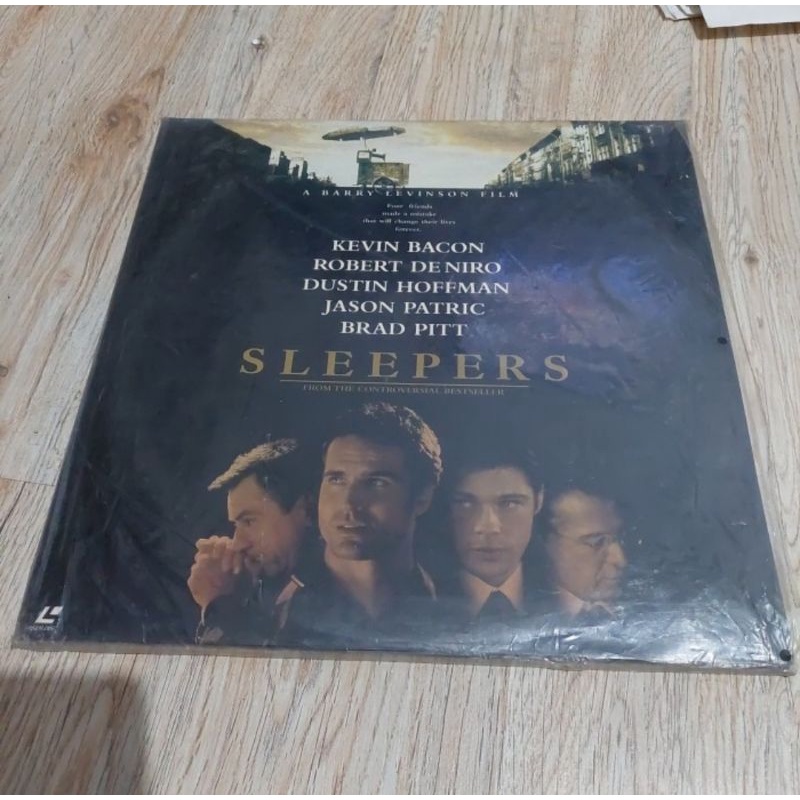 A BARRY LEVINSON FILM
Four friends
made a mistake
that will change their lives
forever.
KEVIN BACON
ROBERT DE NIRO
DUSTIN HOFFMAN
JASON PATRIC
BRAD PITT
SLEEPERS
FROM THE CONTROVERSIAL BESTSELLER